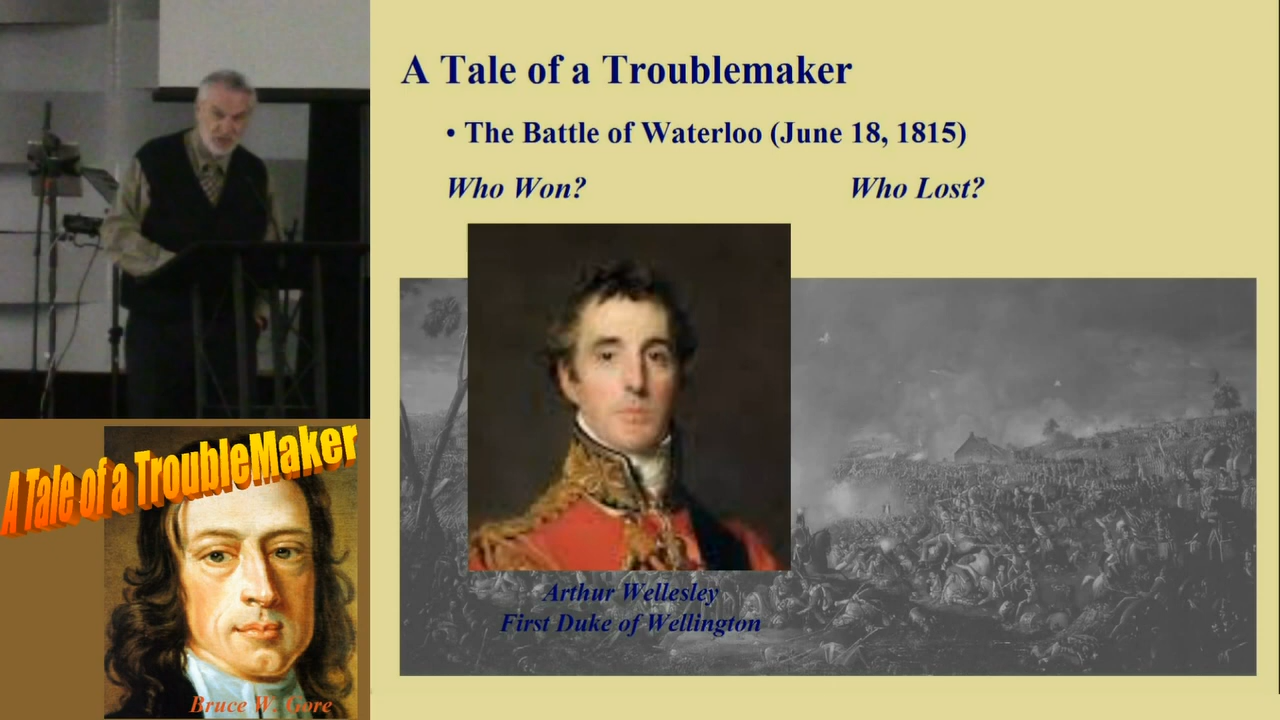 A Tale of a Troublemaker
• The Battle of Waterloo (June 18, 1815)
Who Won?
Who Lost?
Arthur Wellesley
First Duke of Wellington
A Tale of a TroubleMaker
Bruce W. Gore